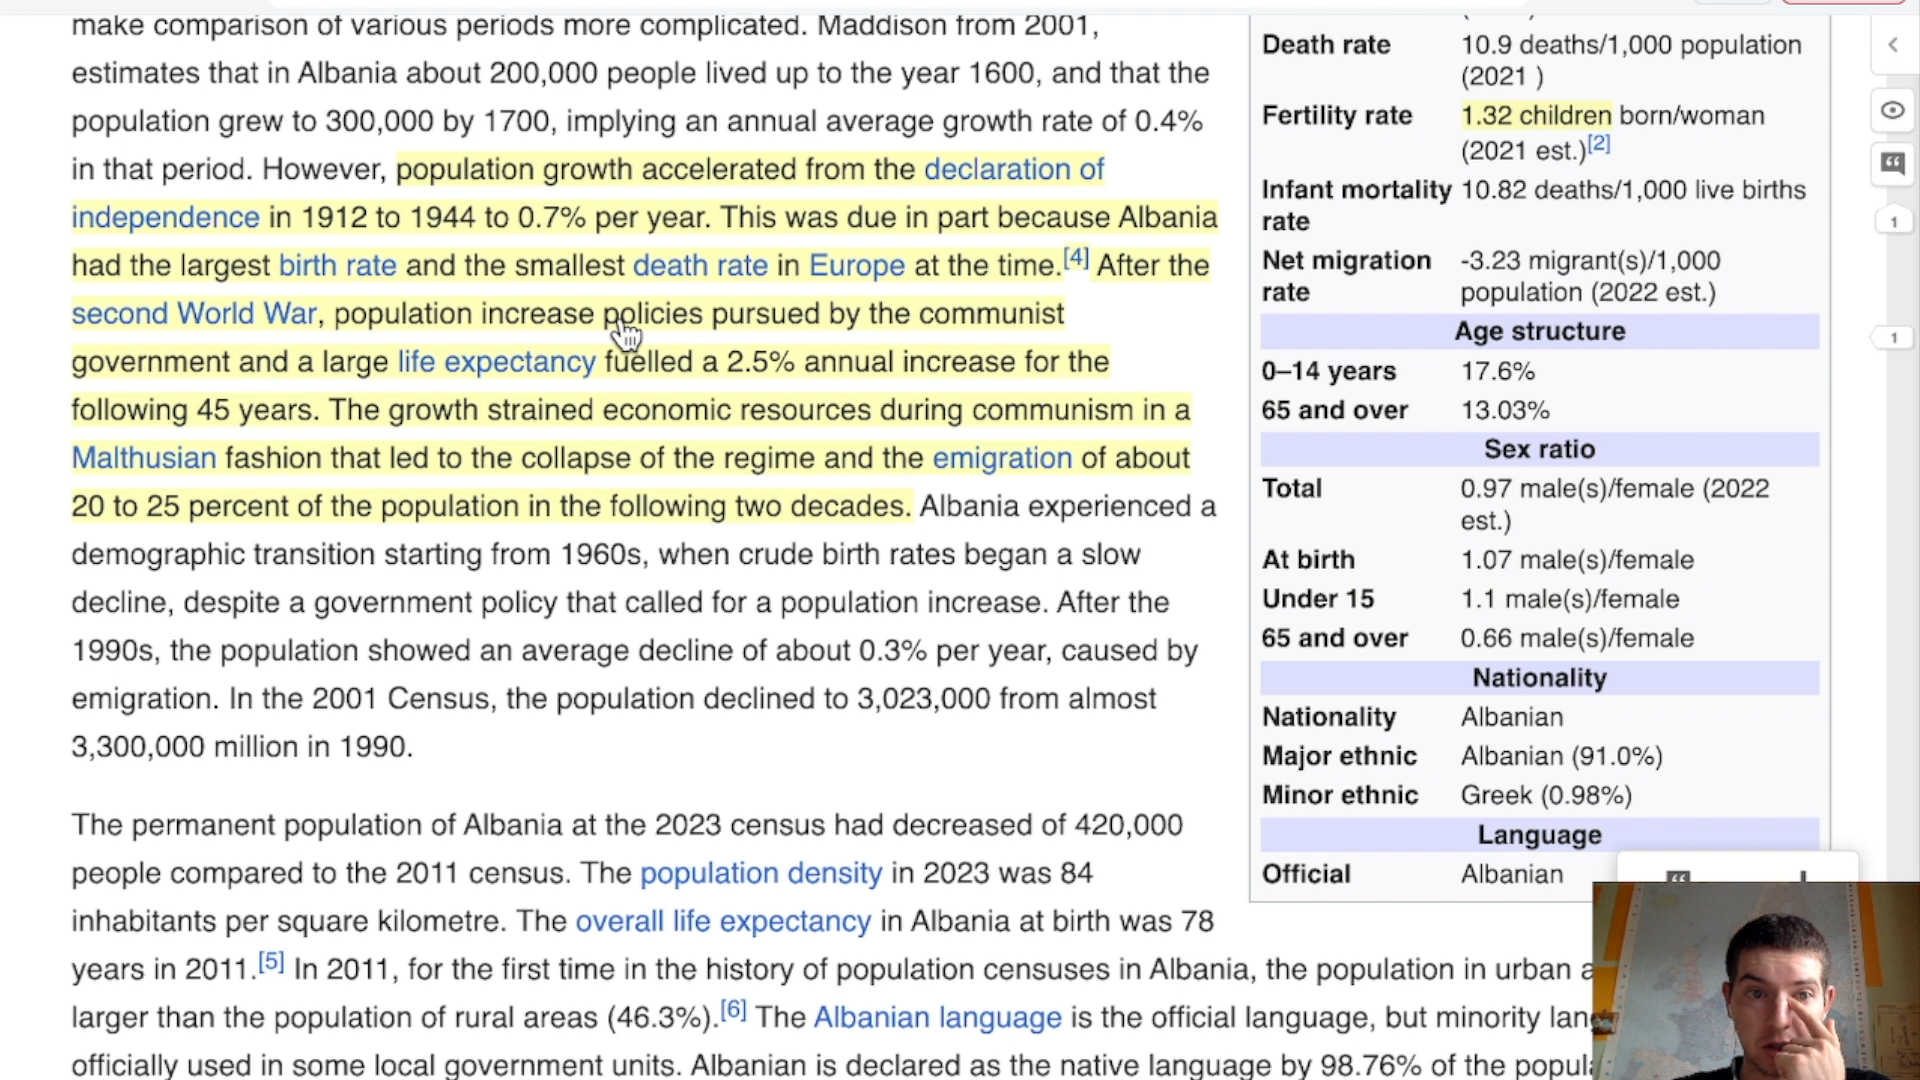 make comparison of various periods more complicated. Maddison from 2001,
estimates that in Albania about 200,000 people lived up to the year 1600, and that the
population grew to 300,000 by 1700, implying an annual average growth rate of 0.4%
in that period. However, population growth accelerated from the declaration of
independence in 1912 to 1944 to 0.7% per year. This was due in part because Albania
had the largest birth rate and the smallest death rate in Europe at the time.[4] After the
second World War, population increase policies pursued by the communist
government and a large life expectancy fuelled a 2.5% annual increase for the
following 45 years. The growth strained economic resources during communism in a
Malthusian fashion that led to the collapse of the regime and the emigration of about
20 to 25 percent of the population in the following two decades. Albania experienced a
demographic transition starting from 1960s, when crude birth rates began a slow
decline, despite a government policy that called for a population increase. After the
1990s, the population showed an average decline of about 0.3% per year, caused by
emigration. In the 2001 Census, the population declined to 3,023,000 from almost
3,300,000 million in 1990.
The permanent population of Albania at the 2023 census had decreased of 420,000
people compared to the 2011 census. The population density in 2023 was 84
inhabitants per square kilometre. The overall life expectancy in Albania at birth was 78
years in 2011.[5] In 2011, for the first time in the history of population censuses in Albania, the population in urban
larger than the population of rural areas (46.3%).[6] The Albanian language is the official language, but minority
officially used in some local government units. Albanian is declared as the native language by 98.76% of the
Death rate 10.9 deaths/1,000 population
(2021 )
Fertility rate 1.32 children born/woman
(2021 est.)[2]
Infant mortality 10.82 deaths/1,000 live births
rate
Net migration -3.23 migrant(s)/1,000
rate population (2022 est.)
Age structure
0–14 years 17.6%
65 and over 13.03%
Sex ratio
Total 0.97 male(s)/female (2022
est.)
At birth 1.07 male(s)/female
Under 15 1.1 male(s)/female
65 and over 0.66 male(s)/female
Nationality
Nationality Albanian
Major ethnic Albanian (91.0%)
Minor ethnic Greek (0.98%)
Language
Official Albanian
1
1